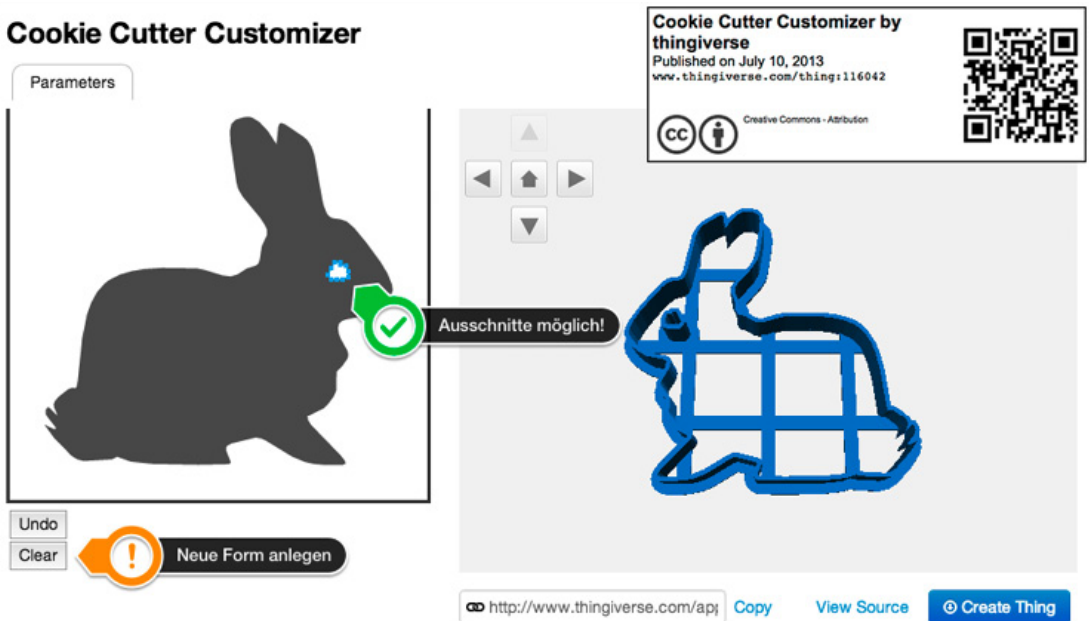 Cookie Cutter Customizer
Parameters
Cookie Cutter Customizer by
thingiverse
Published on July 10, 2013
www.thingiverse.com/thing:116042
cc
Creative Commons - Attribution
Ausschnitte möglich!
Undo
Clear
!
Neue Form anlegen
http://www.thingiverse.com/app
Copy
View Source
Create Thing